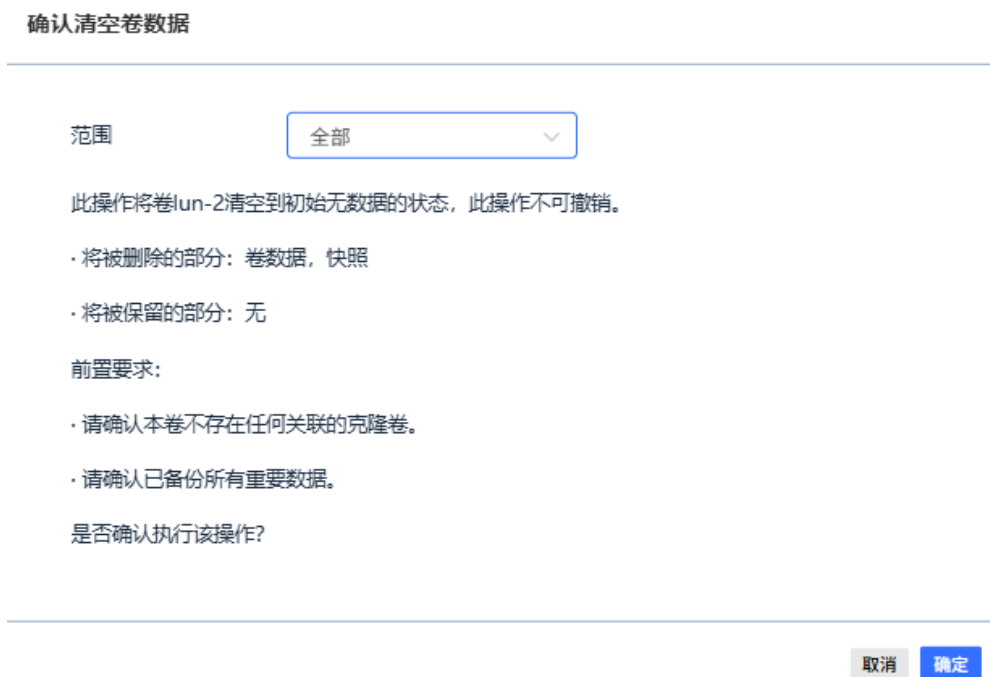 确认清空卷数据
范围 全部
此操作将卷lun-2清空到初始无数据的状态，此操作不可撤销。
· 将被删除的部分：卷数据，快照
· 将被保留的部分：无
前置要求：
· 请确认本卷不存在任何关联的克隆卷。
· 请确认已备份所有重要数据。
是否确认执行该操作？
取消 确定